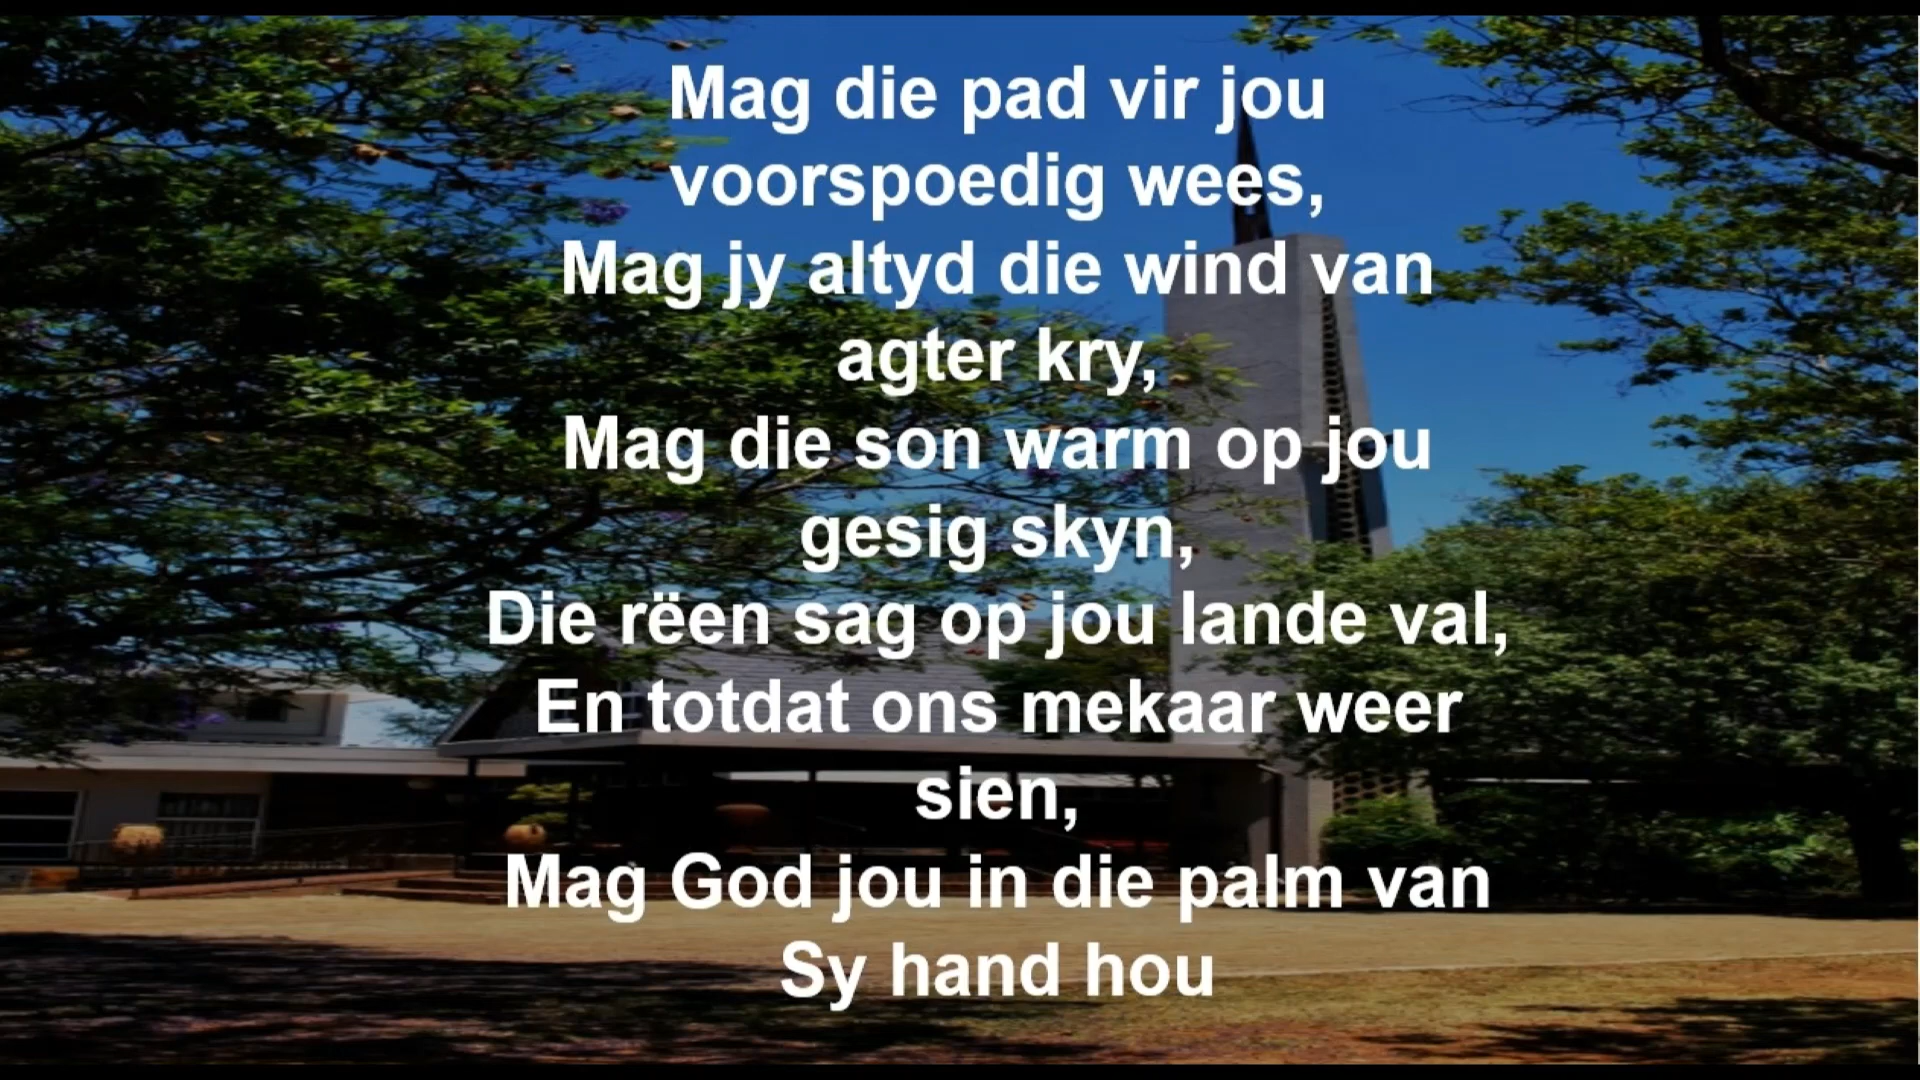 Mag die pad vir jou
voorspoedig wees,
Mag jy altyd die wind van
agter kry,
Mag die son warm op jou
gesig skyn,
Die rëen sag op jou lande val,
En totdat ons mekaar weer
sien,
Mag God jou in die palm van
Sy hand hou